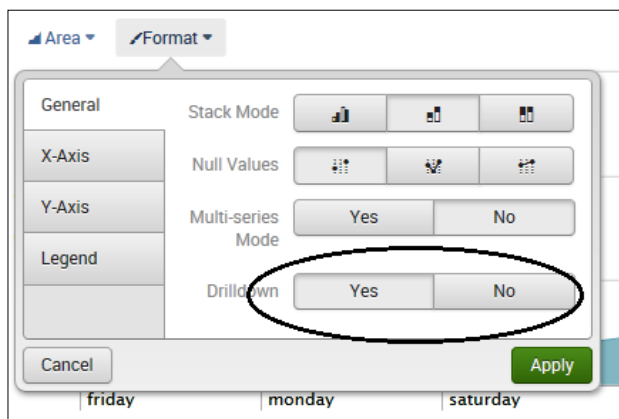 Area Format
General
Stack Mode
X-Axis
Null Values
Y-Axis
Multi-series Mode
Yes No
Legend
Drilldown Yes No
Cancel Apply
friday monday saturday